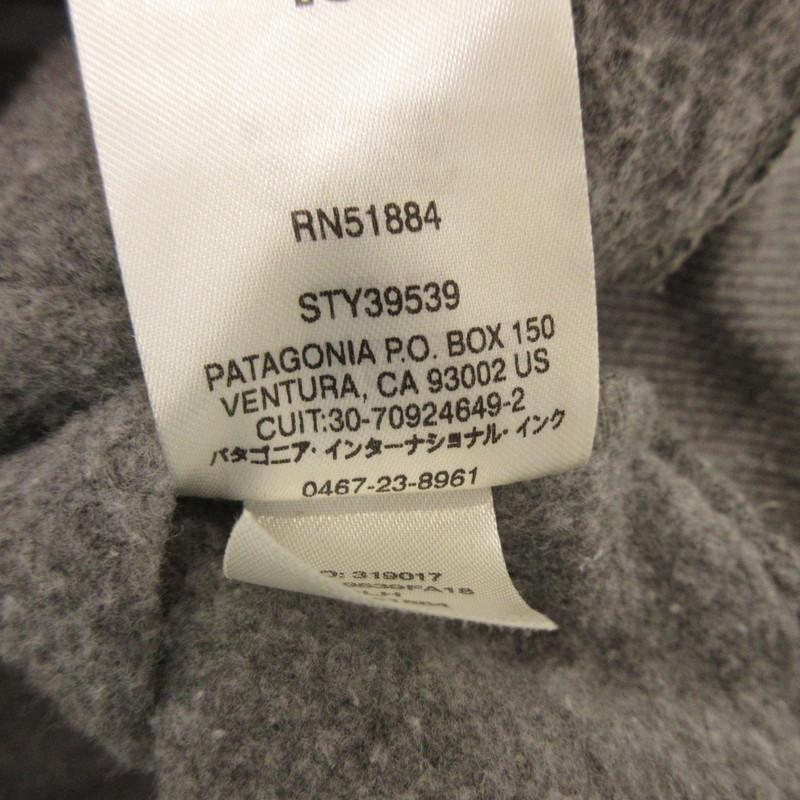 RN51884
STY39539
PATAGONIA P.O. BOX 150
VENTURA, CA 93002 US
CUIT:30-70924649-2
パタゴニア・インターナショナル・インク
0467-23-8961
319017